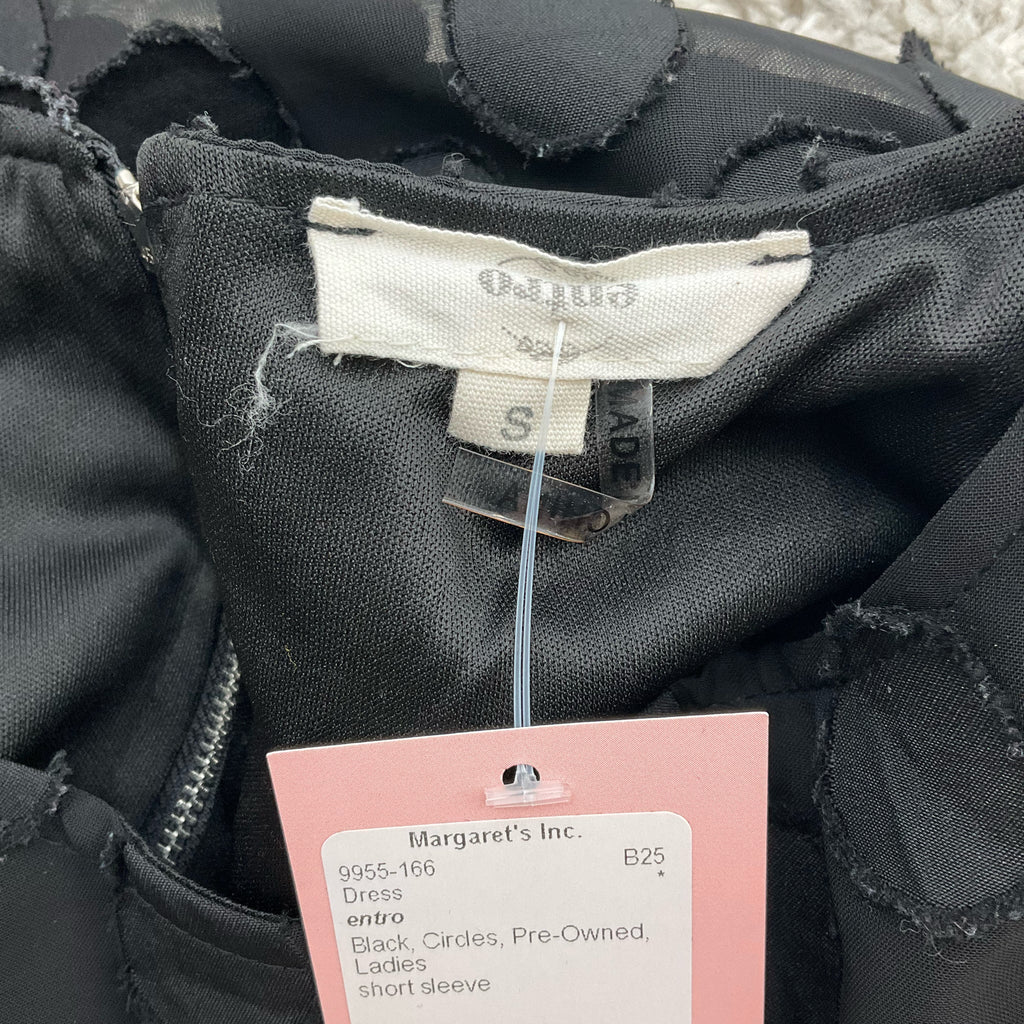 entro
S
MADE
Margaret's Inc.
9955-166 B25
*
Dress
entro
Black, Circles, Pre-Owned,
Ladies
short sleeve